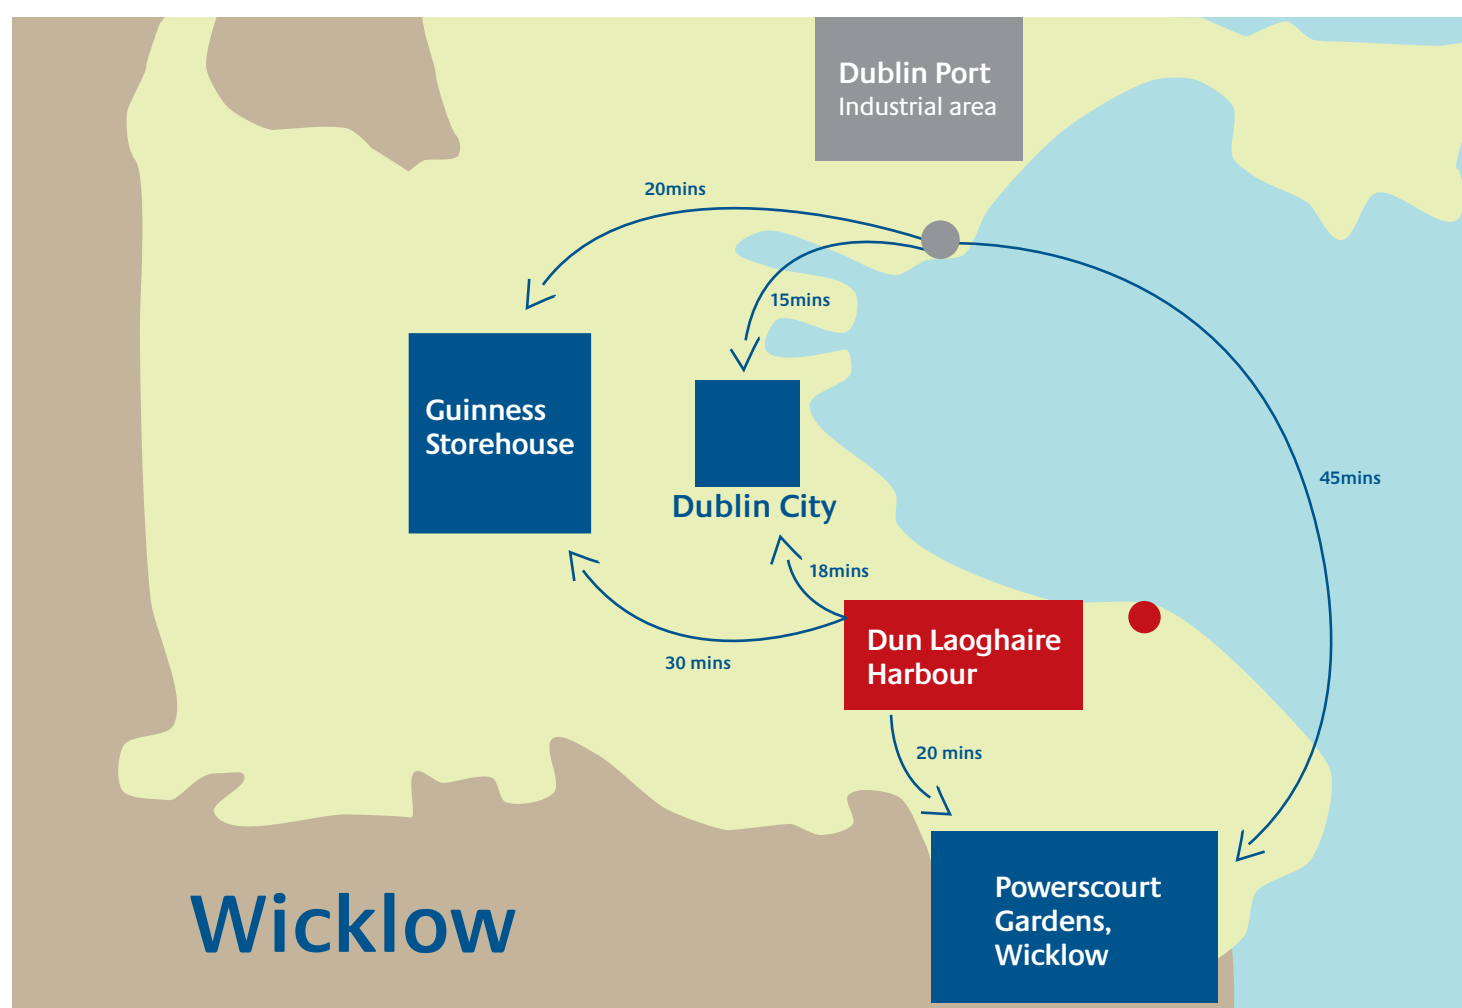 Dublin Port
Industrial area
20mins
15mins
Guinness
Storehouse
Dublin City
45mins
18mins
Dun Laoghaire
Harbour
30 mins
20 mins
Powerscourt
Gardens,
Wicklow
Wicklow